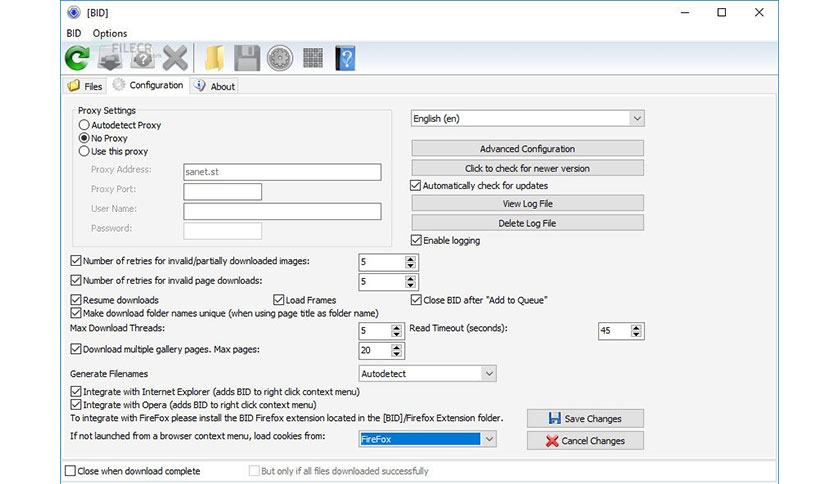 [BID]
BID Options
FILECR
Files Configuration About
Proxy Settings
Autodetect Proxy
No Proxy
Use this proxy
Proxy Address: sanet.st
Proxy Port:
User Name:
Password:
English (en)
Advanced Configuration
Click to check for newer version
Automatically check for updates
View Log File
Delete Log File
Enable logging
Number of retries for invalid/partially downloaded images: 5
Number of retries for invalid page downloads: 5
Resume downloads Load Frames Close BID after "Add to Queue"
Make download folder names unique (when using page title as folder name)
Max Download Threads: 5 Read Timeout (seconds): 45
Download multiple gallery pages. Max pages: 20
Generate Filenames Autodetect
Integrate with Internet Explorer (adds BID to right click context menu)
Integrate with Opera (adds BID to right click context menu)
To integrate with FireFox please install the BID Firefox extension located in the [BID]/Firefox Extension folder.
Save Changes
If not launched from a browser context menu, load cookies from: FireFox
Cancel Changes
Close when download complete But only if all files downloaded successfully